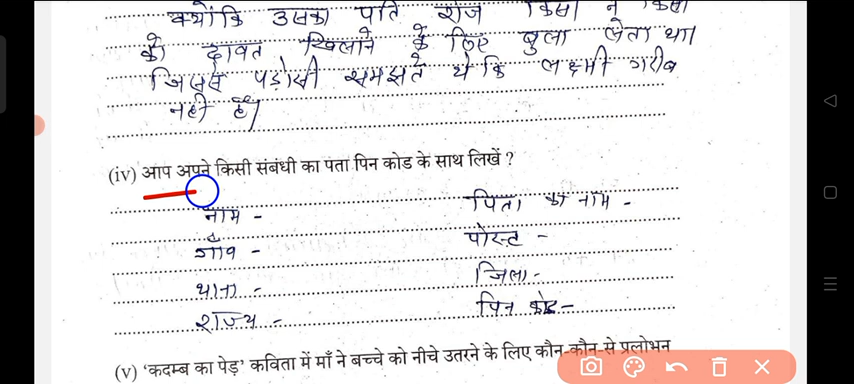 क्योंकि उसका पति रोज किसी न किसी
को दावत खिलाने के लिए बुला लेता था।
जिससे पड़ोसी समझते थे कि लक्ष्मी गरीब
नहीं है।
(iv) आप अपने किसी संबंधी का पता पिन कोड के साथ लिखें ?
नाम - पिता का नाम -
गाँव - पोस्ट -
थाना - जिला -
राज्य - पिन कोड -
(v) ‘कदम्ब का पेड़’ कविता में माँ ने बच्चे को नीचे उतरने के लिए कौन-कौन-से प्रलोभन